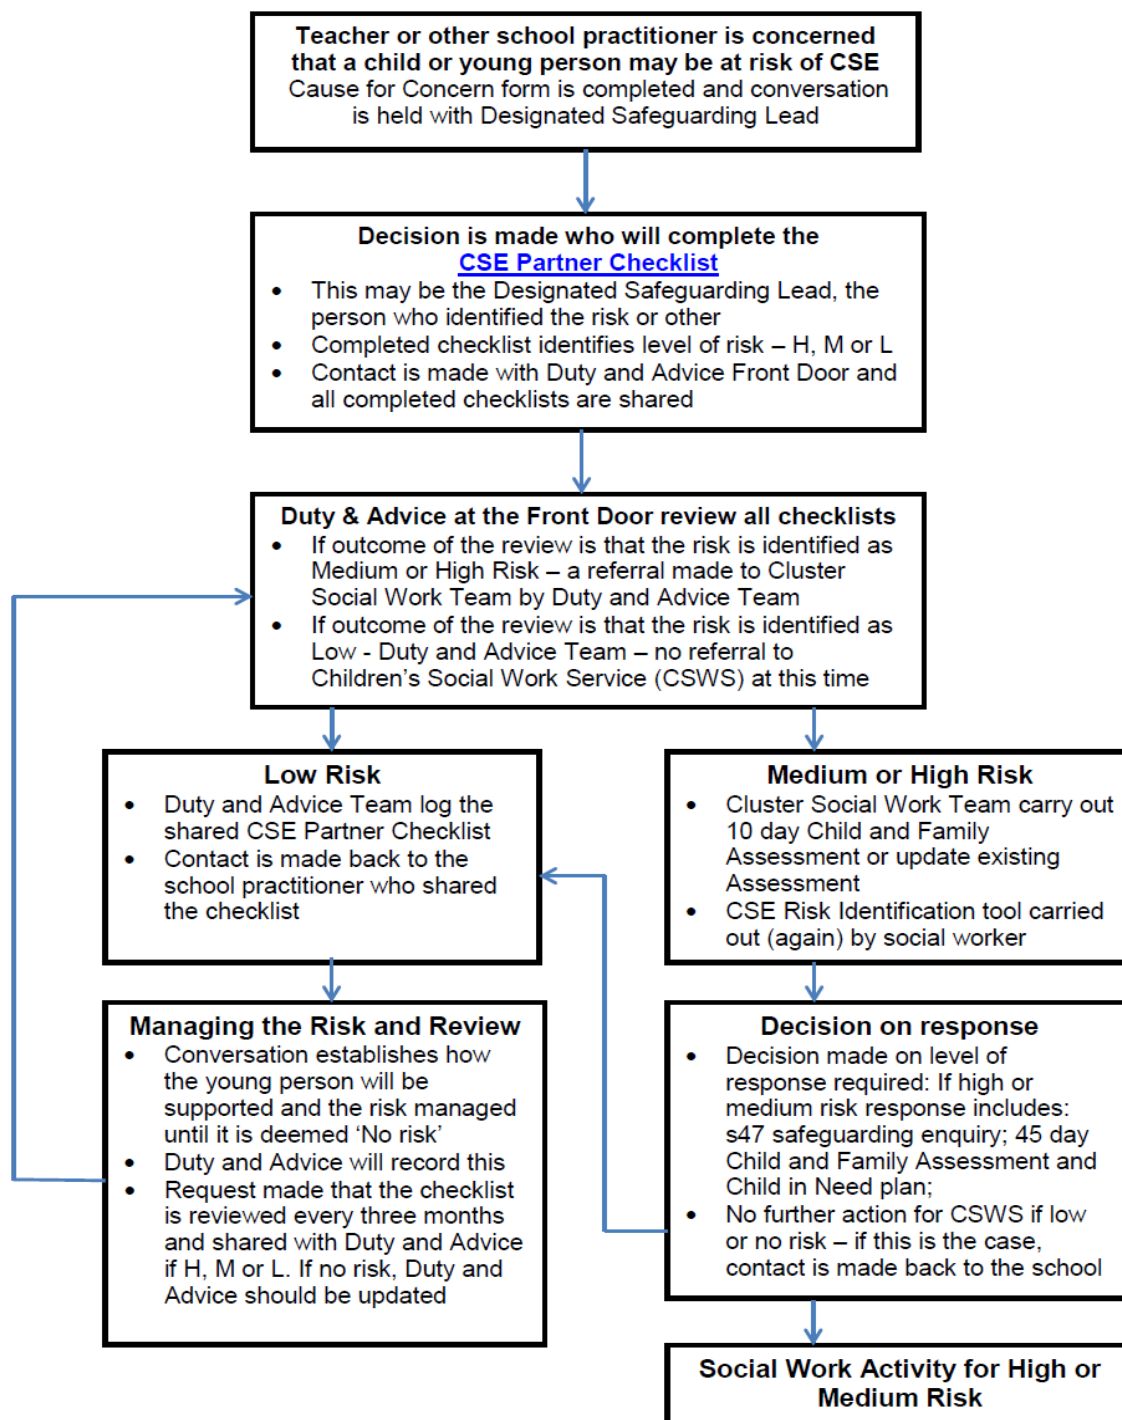 Teacher or other school practitioner is concerned
that a child or young person may be at risk of CSE
Cause for Concern form is completed and conversation
is held with Designated Safeguarding Lead
Decision is made who will complete the
CSE Partner Checklist
• This may be the Designated Safeguarding Lead, the
person who identified the risk or other
• Completed checklist identifies level of risk – H, M or L
• Contact is made with Duty and Advice Front Door and
all completed checklists are shared
Duty & Advice at the Front Door review all checklists
• If outcome of the review is that the risk is identified as
Medium or High Risk – a referral made to Cluster
Social Work Team by Duty and Advice Team
• If outcome of the review is that the risk is identified as
Low - Duty and Advice Team – no referral to
Children's Social Work Service (CSWS) at this time
Low Risk
• Duty and Advice Team log the
shared CSE Partner Checklist
• Contact is made back to the
school practitioner who shared
the checklist
Medium or High Risk
• Cluster Social Work Team carry out
10 day Child and Family
Assessment or update existing
Assessment
• CSE Risk Identification tool carried
out (again) by social worker
Managing the Risk and Review
• Conversation establishes how
the young person will be
supported and the risk managed
until it is deemed 'No risk'
• Duty and Advice will record this
• Request made that the checklist
is reviewed every three months
and shared with Duty and Advice
if H, M or L. If no risk, Duty and
Advice should be updated
Decision on response
• Decision made on level of
response required: If high or
medium risk response includes:
s47 safeguarding enquiry; 45 day
Child and Family Assessment and
Child in Need plan;
• No further action for CSWS if low
or no risk – if this is the case,
contact is made back to the school
Social Work Activity for High or
Medium Risk